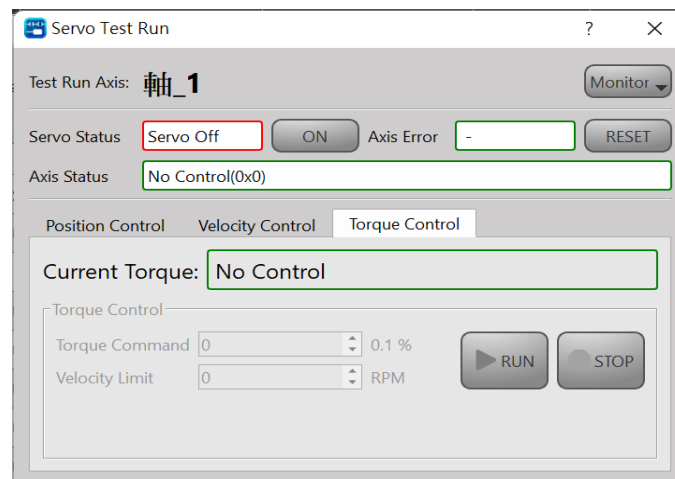 Servo Test Run ?
Test Run Axis: 軸_1 Monitor
Servo Status Servo Off ON Axis Error - RESET
Axis Status No Control(0x0)
Position Control Velocity Control Torque Control
Current Torque: No Control
Torque Control
Torque Command 0 0.1 %
Velocity Limit 0 RPM
RUN STOP